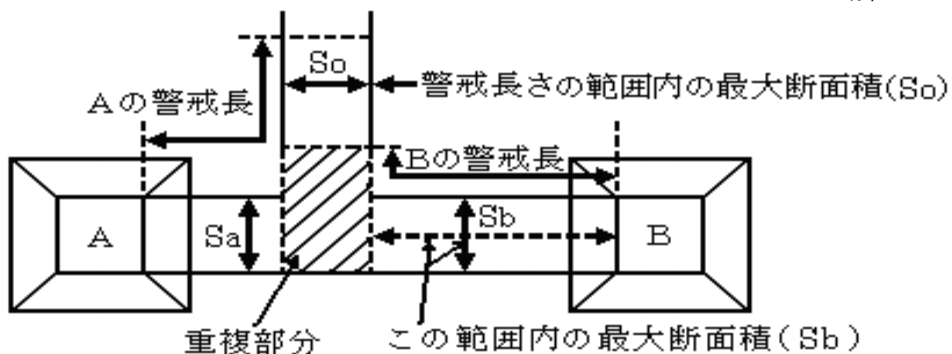 So
警戒長さの範囲内の最大断面積(So)
Aの警戒長
Bの警戒長
A
Sa
Sb
B
重複部分
この範囲内の最大断面積(Sb)